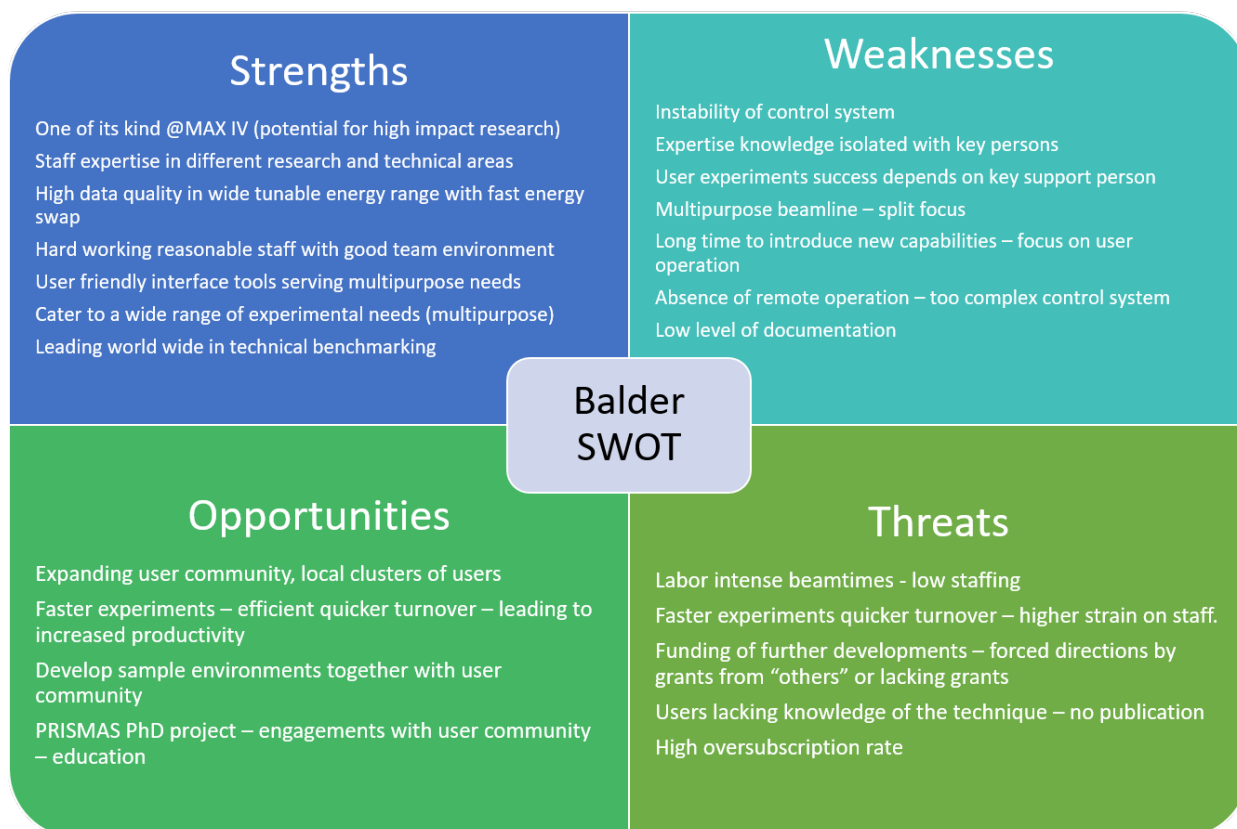 Strengths
One of its kind @MAX IV (potential for high impact research)
Staff expertise in different research and technical areas
High data quality in wide tunable energy range with fast energy
swap
Hard working reasonable staff with good team environment
User friendly interface tools serving multipurpose needs
Cater to a wide range of experimental needs (multipurpose)
Leading world wide in technical benchmarking
Weaknesses
Instability of control system
Expertise knowledge isolated with key persons
User experiments success depends on key support person
Multipurpose beamline – split focus
Long time to introduce new capabilities – focus on user
operation
Absence of remote operation – too complex control system
Low level of documentation
Balder
SWOT
Opportunities
Expanding user community, local clusters of users
Faster experiments – efficient quicker turnover – leading to
increased productivity
Develop sample environments together with user
community
PRISMAS PhD project – engagements with user community
– education
Threats
Labor intense beamtimes - low staffing
Faster experiments quicker turnover – higher strain on staff.
Funding of further developments – forced directions by
grants from “others” or lacking grants
Users lacking knowledge of the technique – no publication
High oversubscription rate